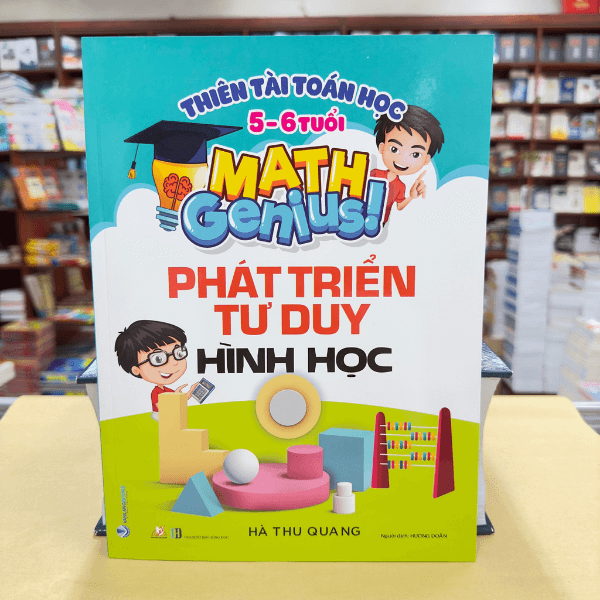 THIÊN TÀI TOÁN HỌC
5-6 TUỔI
MATH
Genius!
PHÁT TRIỂN
TƯ DUY
HÌNH HỌC
HÀ THU QUANG
Người dịch: HƯƠNG DOÃN